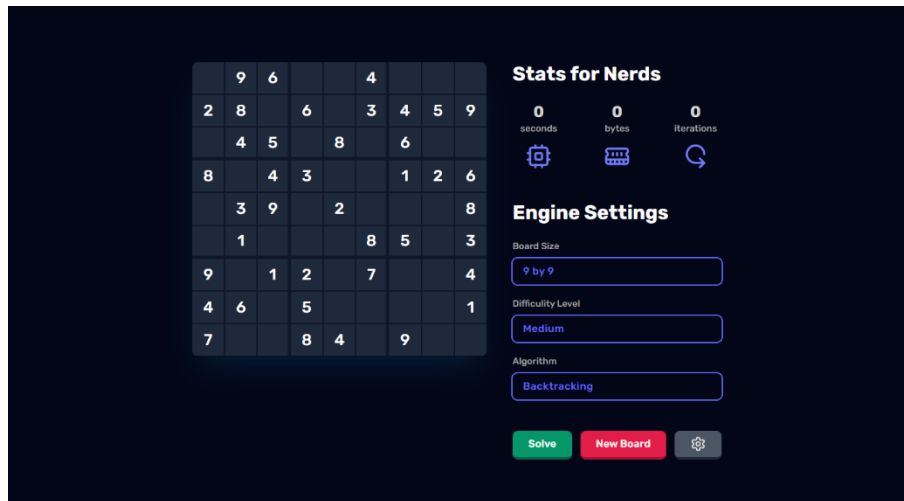 9 6 4
2 8 6 3 4 5 9
4 5 8 6
8 4 3 1 2 6
3 9 2 8
1 8 5 3
9 1 2 7 4
4 6 5 1
7 8 4 9
Stats for Nerds
0 0 0
seconds bytes iterations
Engine Settings
Board Size
9 by 9
Difficulity Level
Medium
Algorithm
Backtracking
Solve New Board